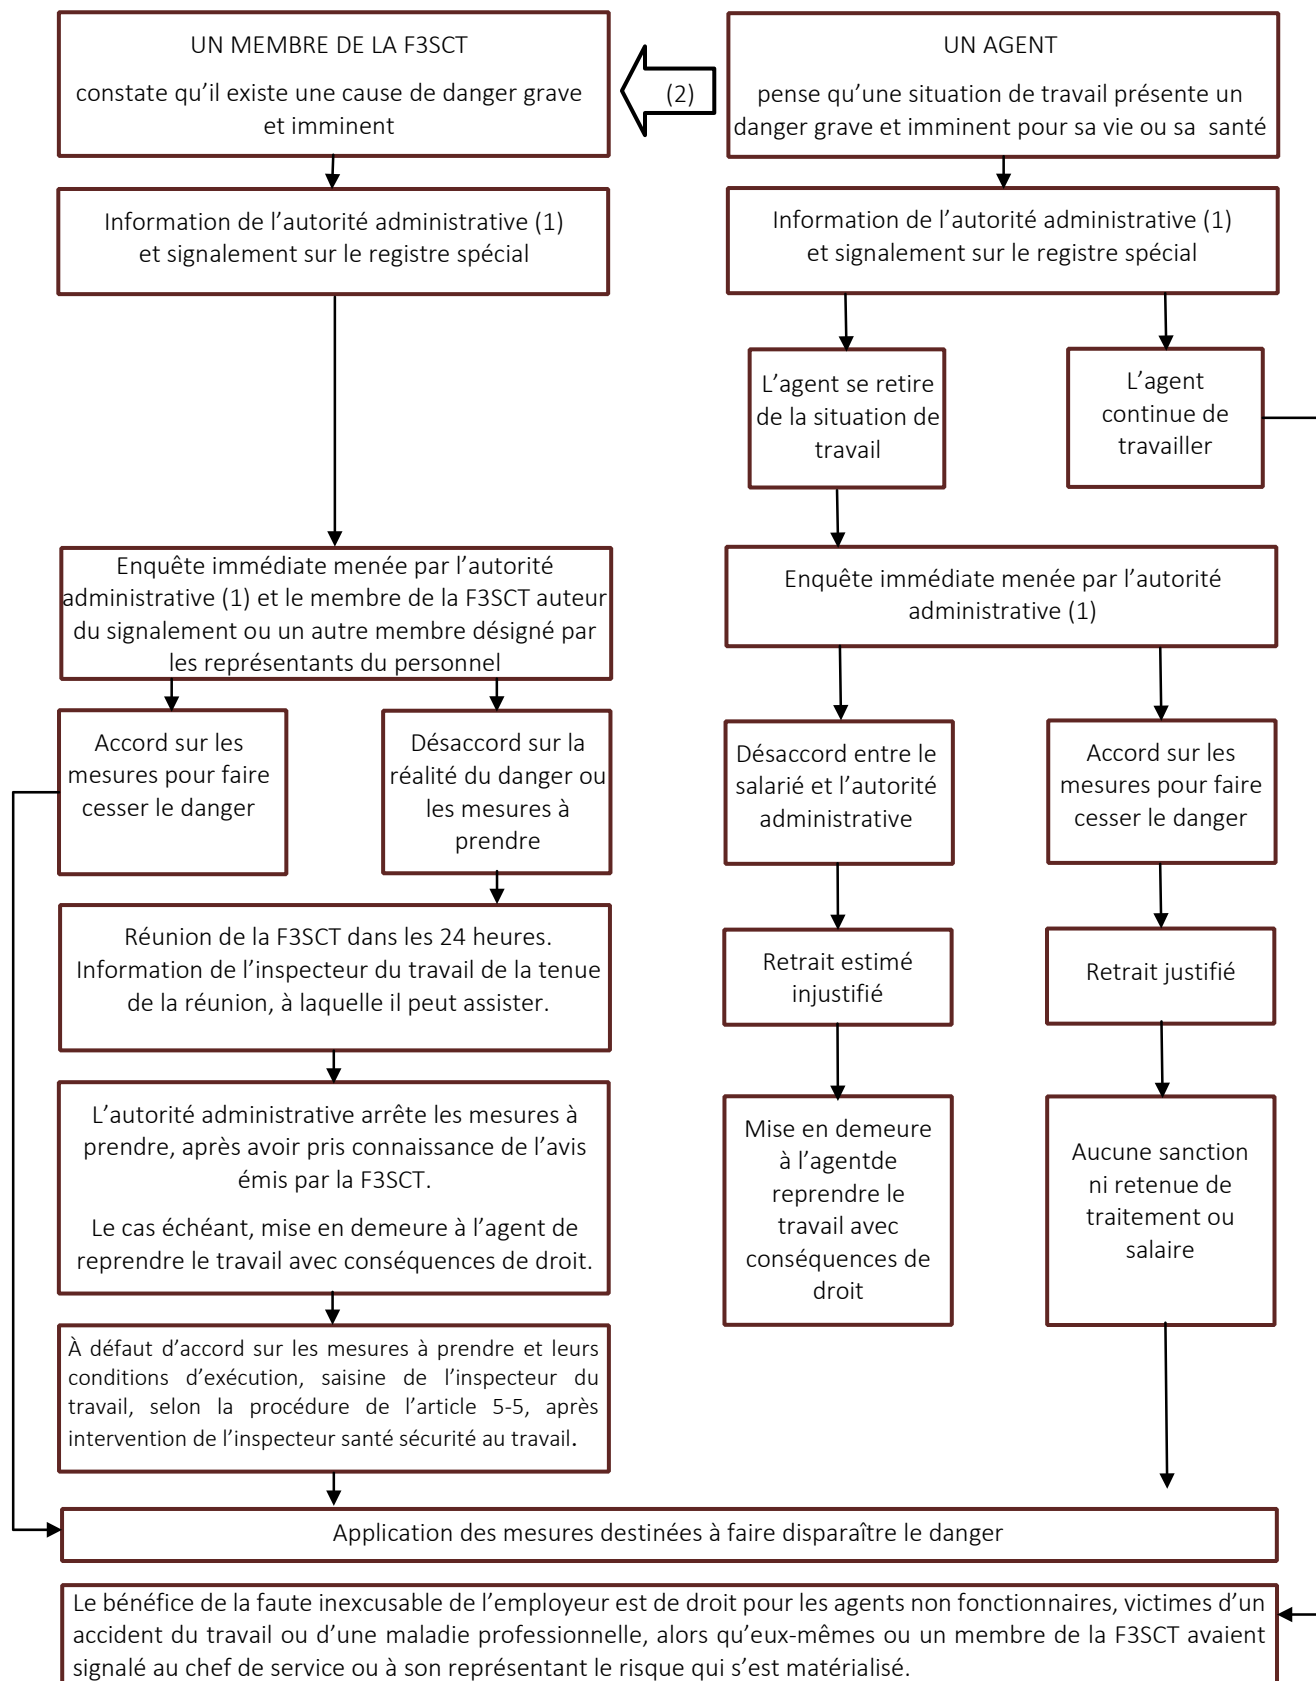 UN MEMBRE DE LA F3SCT
constate qu’il existe une cause de danger grave
et imminent
(2)
UN AGENT
pense qu’une situation de travail présente un
danger grave et imminent pour sa vie ou sa santé
Information de l’autorité administrative (1)
et signalement sur le registre spécial
Information de l’autorité administrative (1)
et signalement sur le registre spécial
L’agent se retire
de la situation de
travail
L’agent
continue de
travailler
Enquête immédiate menée par l’autorité
administrative (1) et le membre de la F3SCT auteur
du signalement ou un autre membre désigné par
les représentants du personnel
Enquête immédiate menée par l’autorité
administrative (1)
Accord sur les
mesures pour faire
cesser le danger
Désaccord sur la
réalité du danger ou
les mesures à
prendre
Désaccord entre le
salarié et l’autorité
administrative
Accord sur les
mesures pour faire
cesser le danger
Réunion de la F3SCT dans les 24 heures.
Information de l’inspecteur du travail de la tenue
de la réunion, à laquelle il peut assister.
Retrait estimé
injustifié
Retrait justifié
L’autorité administrative arrête les mesures à
prendre, après avoir pris connaissance de l’avis
émis par la F3SCT.
Le cas échéant, mise en demeure à l’agent de
reprendre le travail avec conséquences de droit.
Mise en demeure
à l’agentde
reprendre le
travail avec
conséquences de
droit
Aucune sanction
ni retenue de
traitement ou
salaire
À défaut d’accord sur les mesures à prendre et leurs
conditions d’exécution, saisine de l’inspecteur du
travail, selon la procédure de l’article 5-5, après
intervention de l’inspecteur santé sécurité au travail.
Application des mesures destinées à faire disparaître le danger
Le bénéfice de la faute inexcusable de l’employeur est de droit pour les agents non fonctionnaires, victimes d’un
accident du travail ou d’une maladie professionnelle, alors qu’eux-mêmes ou un membre de la F3SCT avaient
signalé au chef de service ou à son représentant le risque qui s’est matérialisé.